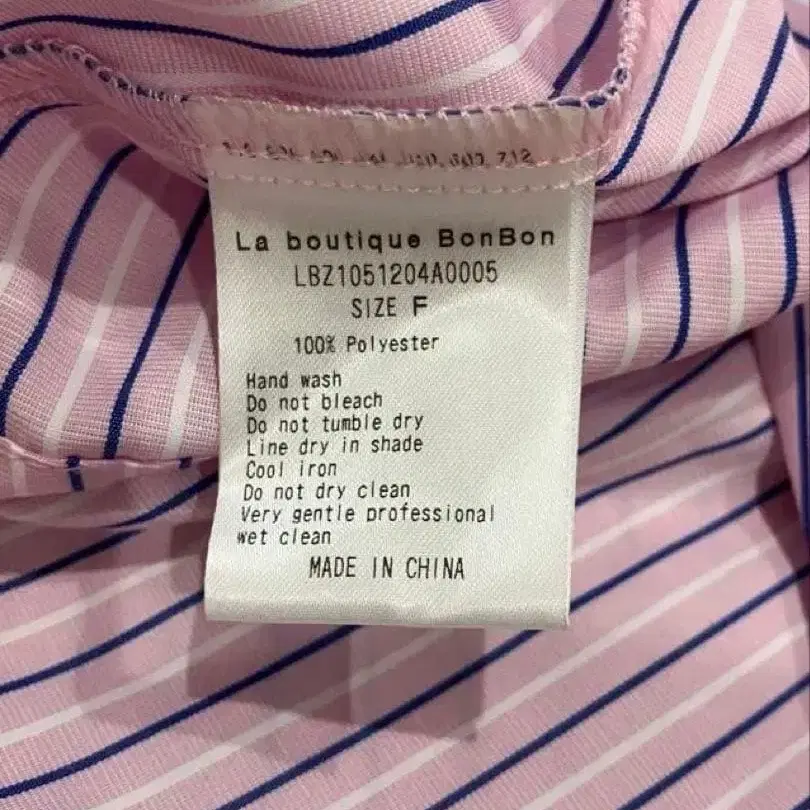 La boutique BonBon
LBZ1051204A0005
SIZE F
100% Polyester
Hand wash
Do not bleach
Do not tumble dry
Line dry in shade
Cool iron
Do not dry clean
Very gentle professional
wet clean
MADE IN CHINA